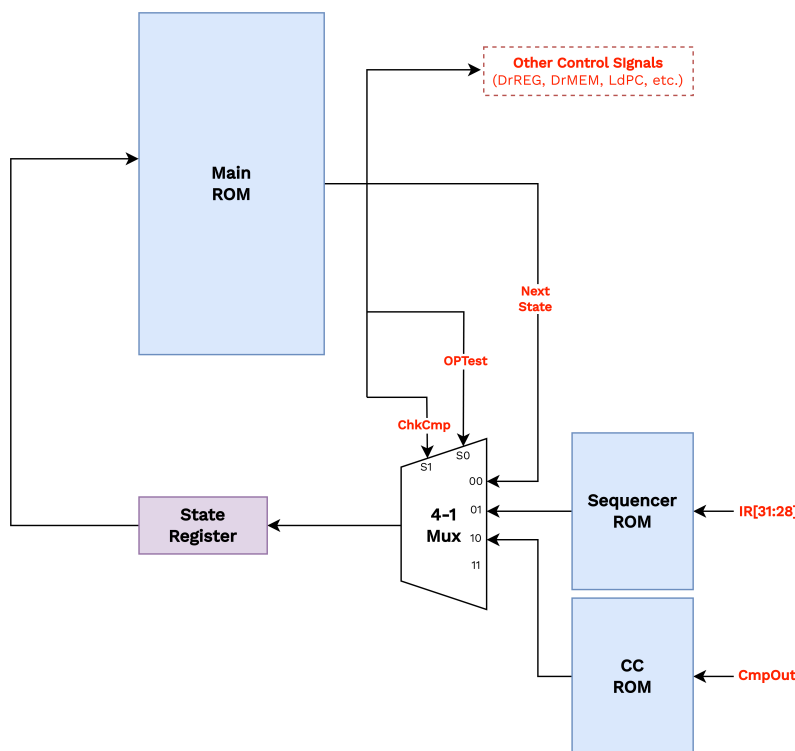 Other Control Signals
(DrREG, DrMEM, LdPC, etc.)
Main
ROM
Next
State
OPTest
ChkCmp
S1
S0
00
01
10
11
4-1
Mux
State
Register
Sequencer
ROM
IR[31:28]
CC
ROM
CmpOut